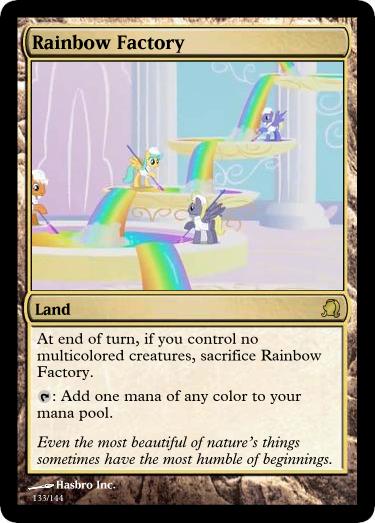 Rainbow Factory
Land
At end of turn, if you control no
multicolored creatures, sacrifice Rainbow
Factory.
: Add one mana of any color to your
mana pool.
Even the most beautiful of nature's things
sometimes have the most humble of beginnings.
Hasbro Inc.
133/144